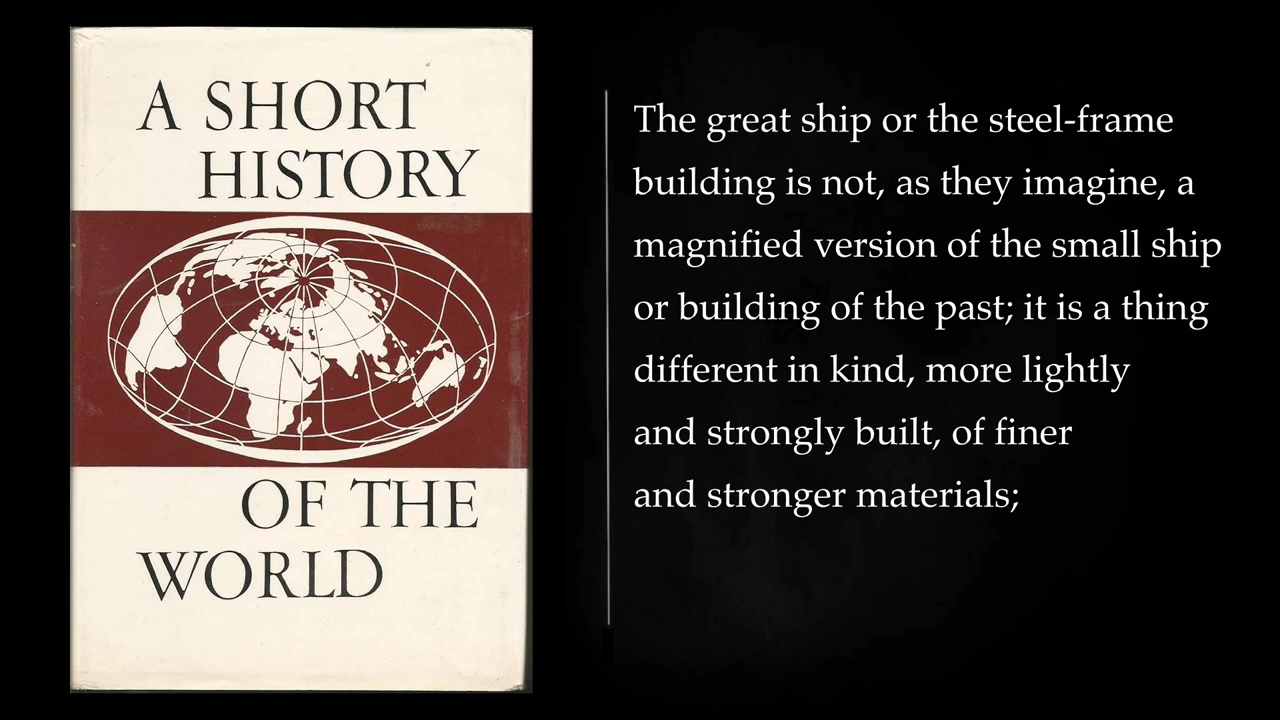 A SHORT
HISTORY
OF THE
WORLD
The great ship or the steel-frame
building is not, as they imagine, a
magnified version of the small ship
or building of the past; it is a thing
different in kind, more lightly
and strongly built, of finer
and stronger materials;